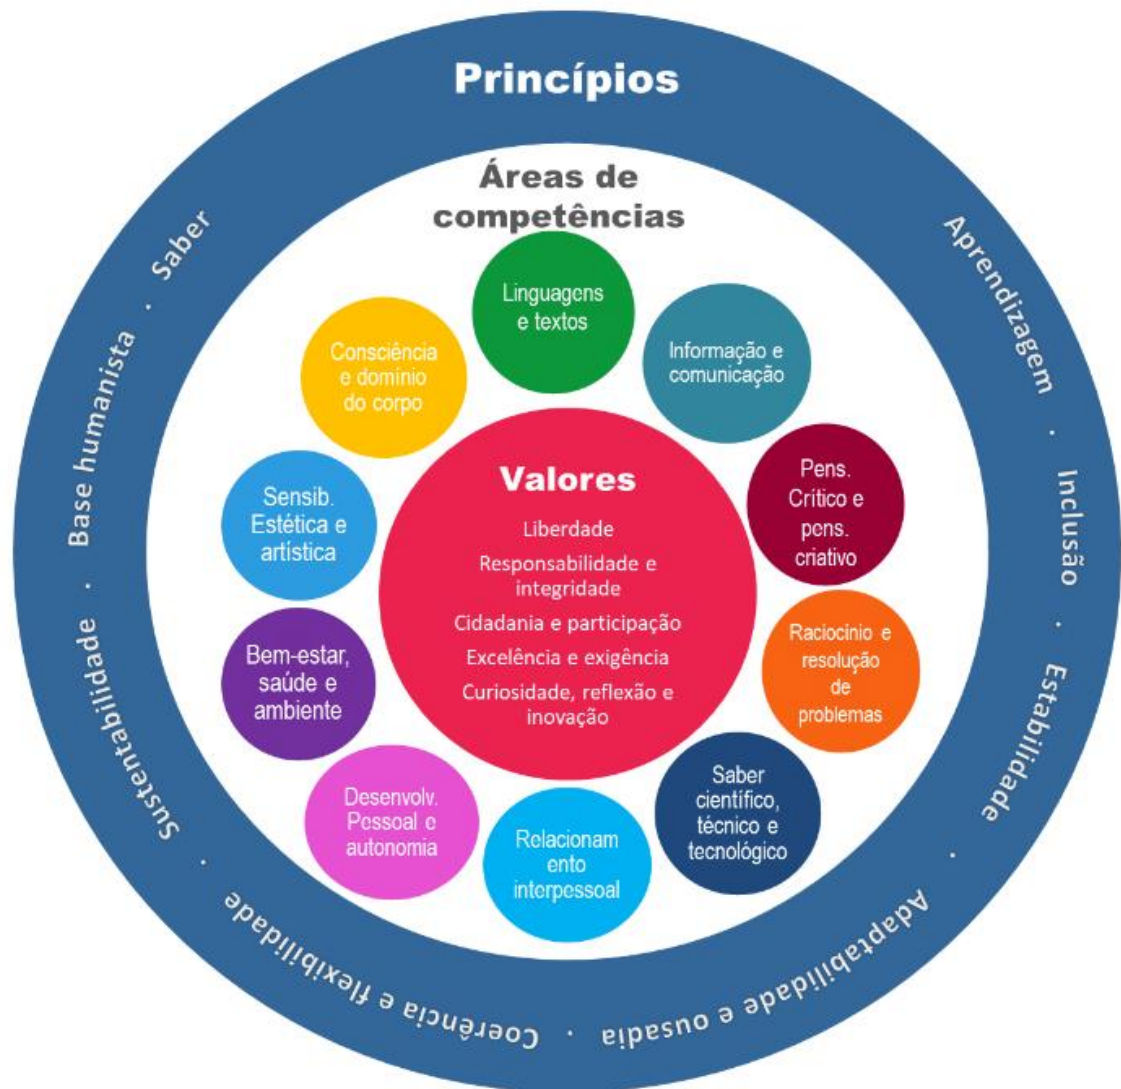 Princípios
Aprendizagem . Inclusão . Estabilidade . Adaptabilidade e ousadia . Coerência e flexibilidade . Sustentabilidade . Base humanista . Saber
Áreas de
competências
Linguagens
e textos
Informação e
comunicação
Pens.
Crítico e
pens.
criativo
Raciocínio e
resolução
de
problemas
Saber
científico,
técnico e
tecnológico
Relacionam
ento
interpessoal
Desenvolv.
Pessoal e
autonomia
Bem-estar,
saúde e
ambiente
Sensib.
Estética e
artística
Consciência
e domínio
do corpo
Valores
Liberdade
Responsabilidade e
integridade
Cidadania e participação
Excelência e exigência
Curiosidade, reflexão e
inovação